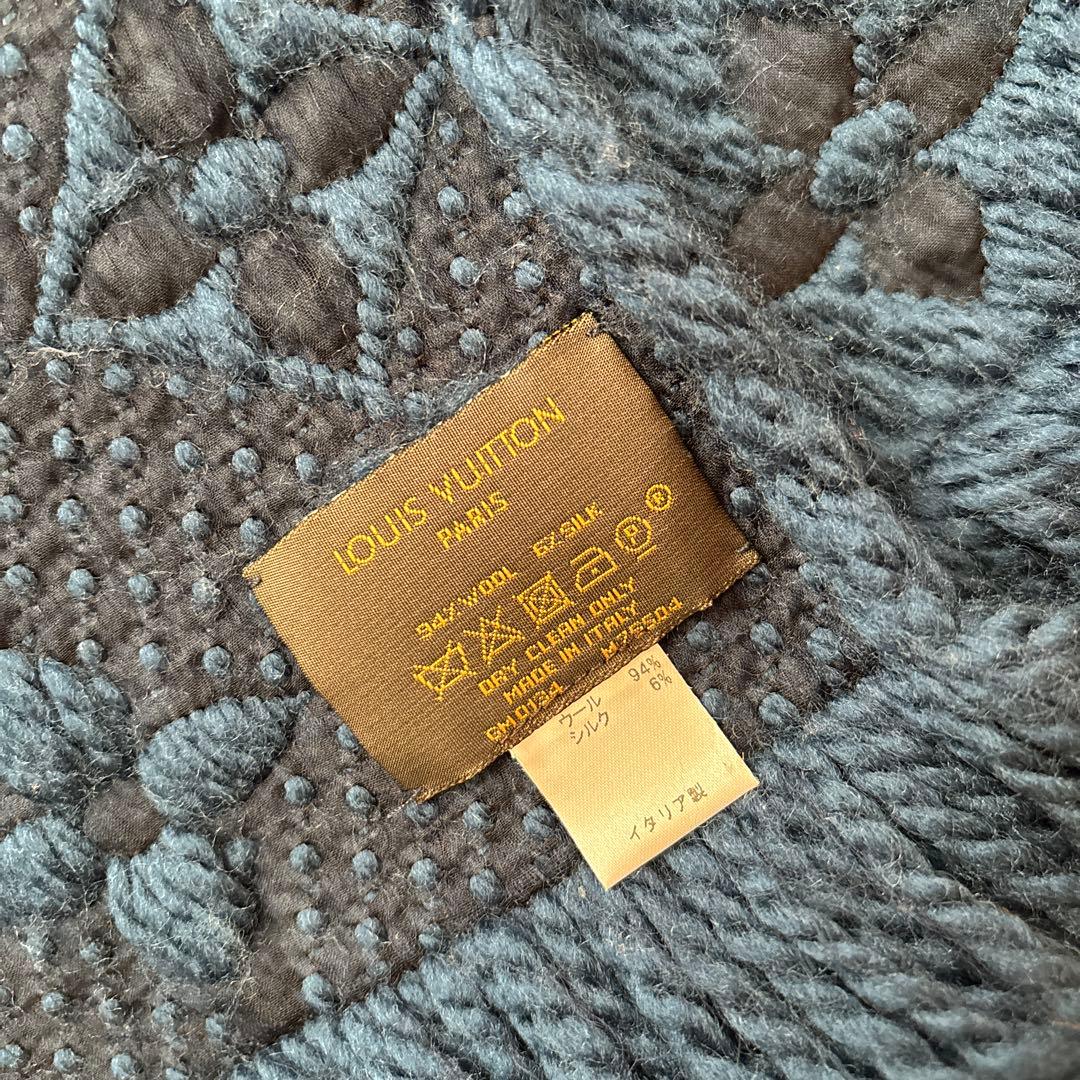 LOUIS VUITTON
PARIS
94%WOOL 6%SILK
P
R
DRY CLEAN ONLY
MADE IN ITALY
GM0134 M75504
ウール 94%
シルク 6%
イタリア製